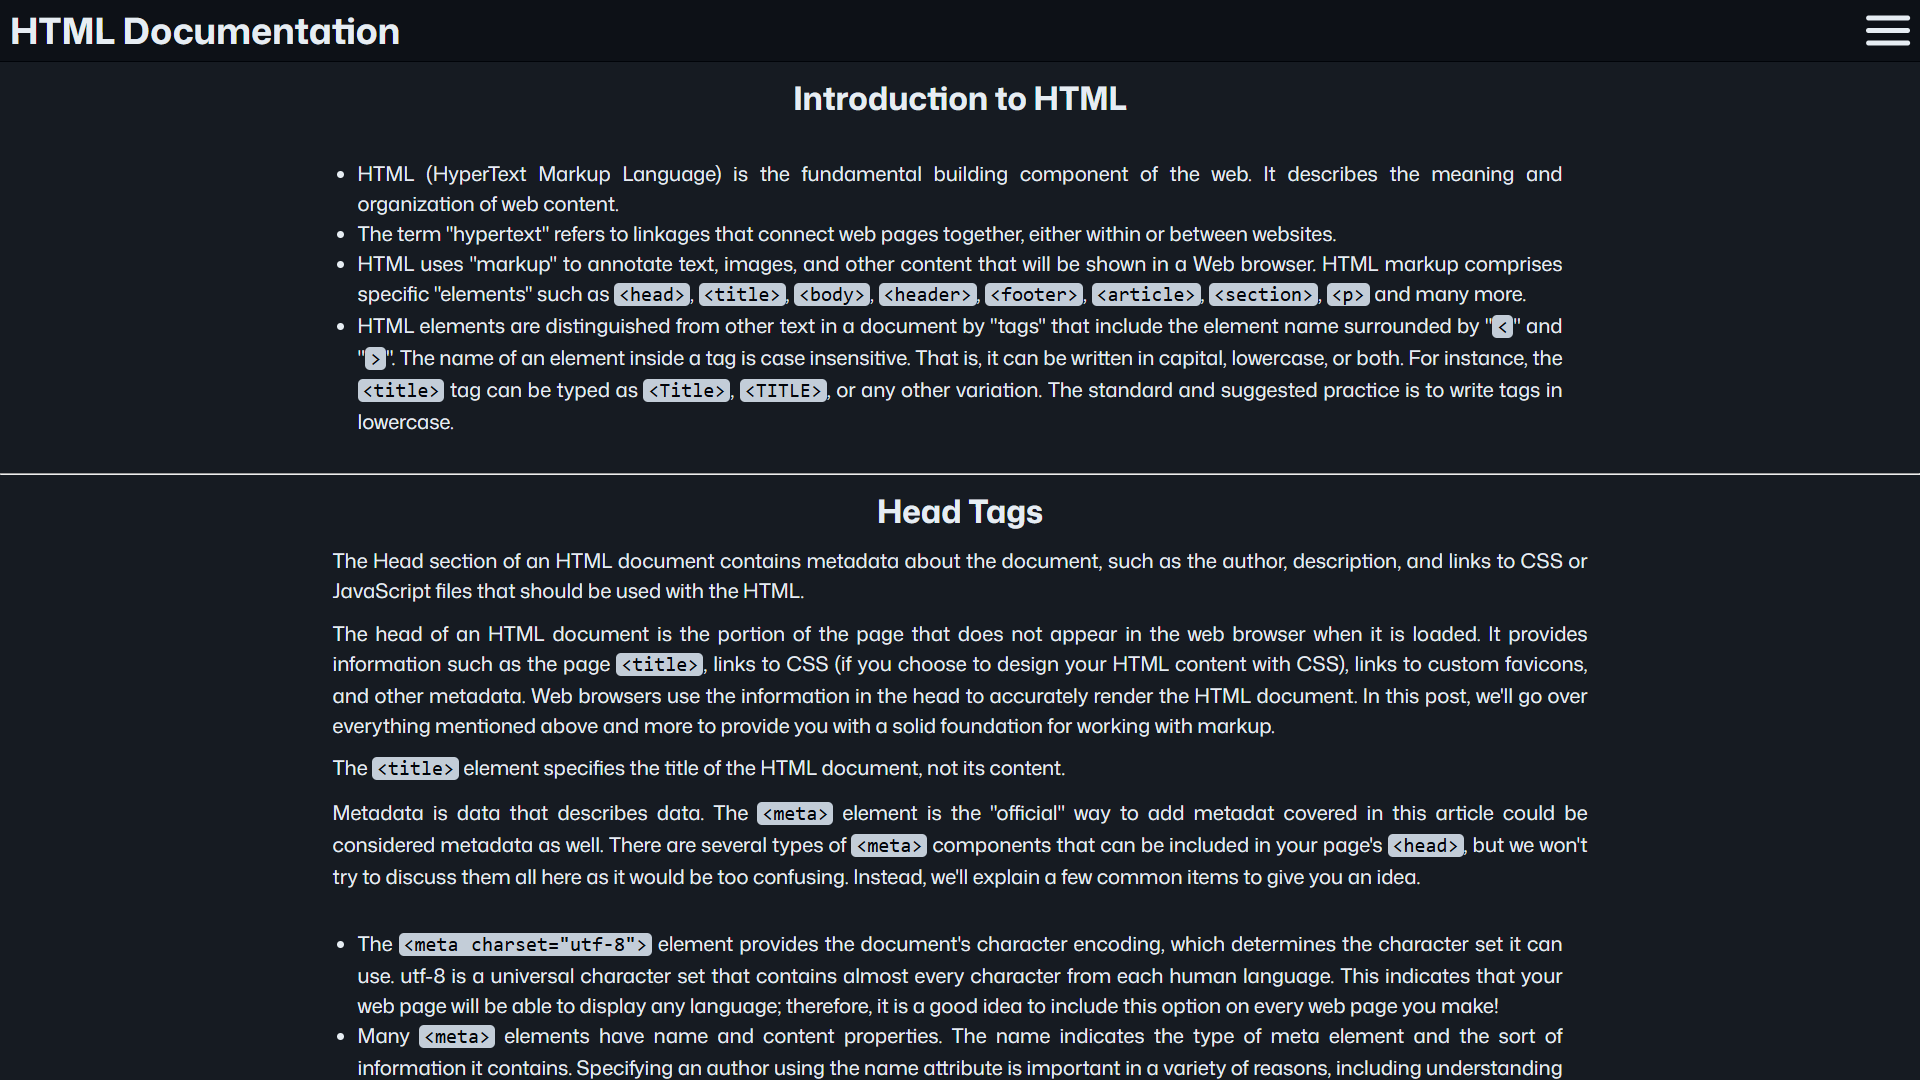 HTML Documentation
Introduction to HTML
• HTML (HyperText Markup Language) is the fundamental building component of the web. It describes the meaning and
organization of web content.
• The term "hypertext" refers to linkages that connect web pages together, either within or between websites.
• HTML uses "markup" to annotate text, images, and other content that will be shown in a Web browser. HTML markup comprises
specific "elements" such as <head>, <title>, <body>, <header>, <footer>, <article>, <section>, <p> and many more.
• HTML elements are distinguished from other text in a document by "tags" that include the element name surrounded by "<" and
">". The name of an element inside a tag is case insensitive. That is, it can be written in capital, lowercase, or both. For instance, the
<title> tag can be typed as <Title>, <TITLE>, or any other variation. The standard and suggested practice is to write tags in
lowercase.
Head Tags
The Head section of an HTML document contains metadata about the document, such as the author, description, and links to CSS or
JavaScript files that should be used with the HTML.
The head of an HTML document is the portion of the page that does not appear in the web browser when it is loaded. It provides
information such as the page <title>, links to CSS (if you choose to design your HTML content with CSS), links to custom favicons,
and other metadata. Web browsers use the information in the head to accurately render the HTML document. In this post, we'll go over
everything mentioned above and more to provide you with a solid foundation for working with markup.
The <title> element specifies the title of the HTML document, not its content.
Metadata is data that describes data. The <meta> element is the "official" way to add metadat covered in this article could be
considered metadata as well. There are several types of <meta> components that can be included in your page's <head>, but we won't
try to discuss them all here as it would be too confusing. Instead, we'll explain a few common items to give you an idea.
• The <meta charset="utf-8"> element provides the document's character encoding, which determines the character set it can
use. utf-8 is a universal character set that contains almost every character from each human language. This indicates that your
web page will be able to display any language; therefore, it is a good idea to include this option on every web page you make!
• Many <meta> elements have name and content properties. The name indicates the type of meta element and the sort of
information it contains. Specifying an author using the name attribute is important in a variety of reasons, including understanding